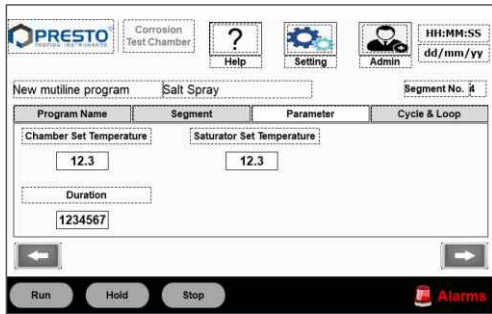 PRESTO
TESTING INSTRUMENTS
Corrosion
Test Chamber
?
Help
Setting
Admin
HH:MM:SS
dd/mm/yy
New mutiline program
Salt Spray
Segment No. 4
Program Name
Segment
Parameter
Cycle & Loop
Chamber Set Temperature
Saturator Set Temperature
12.3
12.3
Duration
1234567
Run
Hold
Stop
Alarms